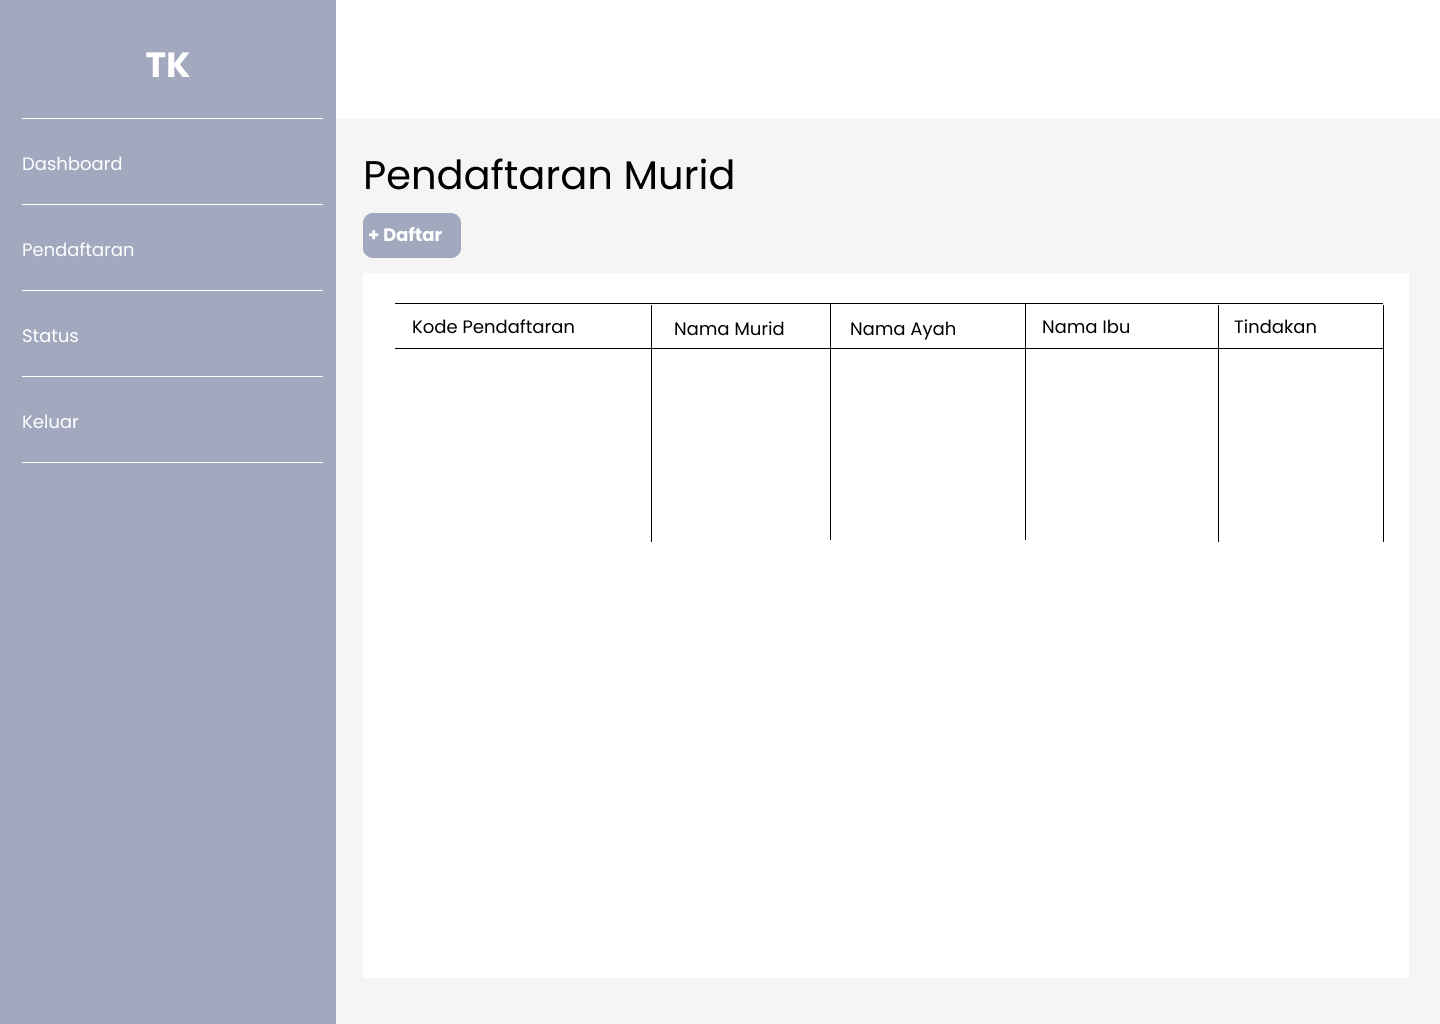 TK
Dashboard
Pendaftaran
Status
Keluar
Pendaftaran Murid
+ Daftar
Kode Pendaftaran
Nama Murid
Nama Ayah
Nama Ibu
Tindakan